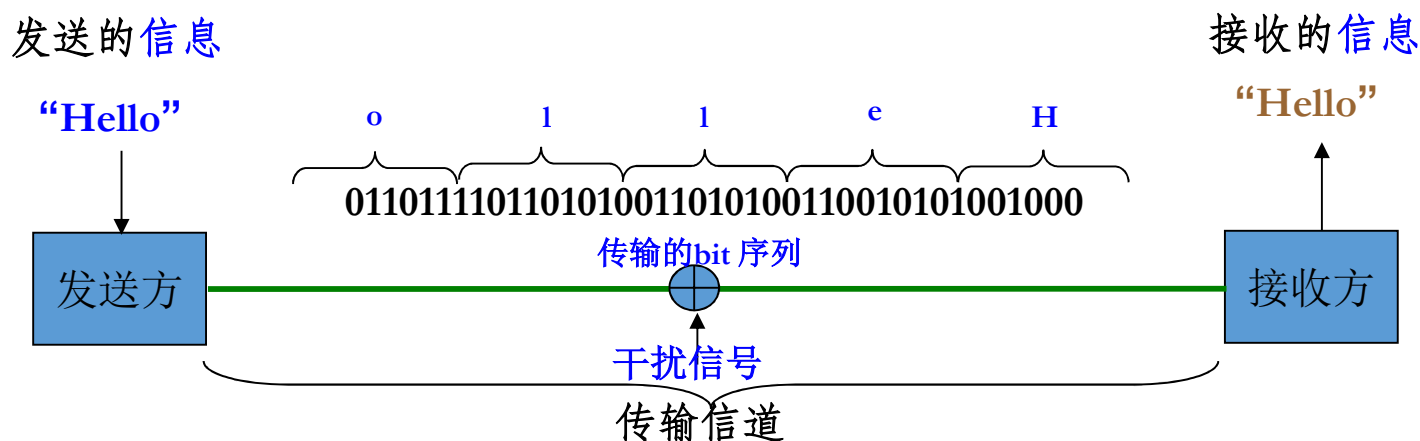 发送的信息
接收的信息
“Hello”
“Hello”
o l l e H
0110111101101010011010100110010101001000
传输的bit 序列
发送方
接收方
干扰信号
传输信道